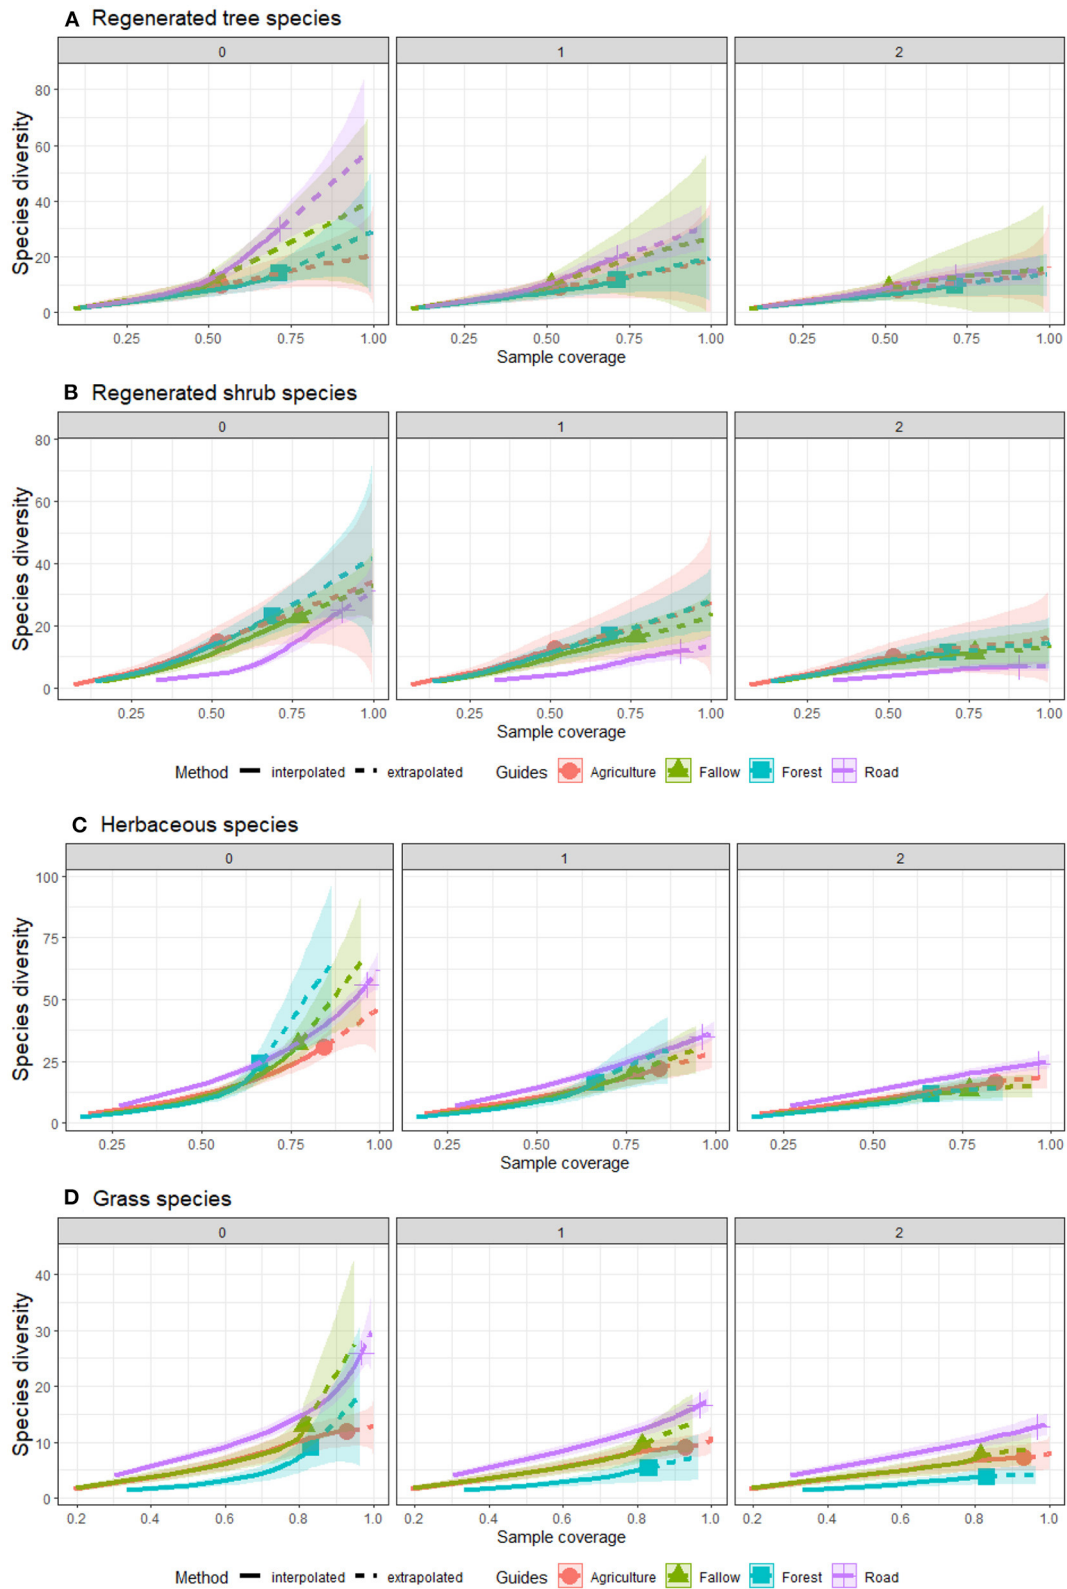 A Regenerated tree species
0 1 2
Species diversity
80
60
40
20
0
0.25 0.50 0.75 1.00 0.25 0.50 0.75 1.00 0.25 0.50 0.75 1.00
Sample coverage
B Regenerated shrub species
0 1 2
Species diversity
80
60
40
20
0
0.25 0.50 0.75 1.00 0.25 0.50 0.75 1.00 0.25 0.50 0.75 1.00
Sample coverage
Method interpolated extrapolated Guides Agriculture Fallow Forest Road
C Herbaceous species
0 1 2
Species diversity
100
75
50
25
0
0.25 0.50 0.75 1.00 0.25 0.50 0.75 1.00 0.25 0.50 0.75 1.00
Sample coverage
D Grass species
0 1 2
Species diversity
40
30
20
10
0
0.2 0.4 0.6 0.8 1.0 0.2 0.4 0.6 0.8 1.0 0.2 0.4 0.6 0.8 1.0
Sample coverage
Method interpolated extrapolated Guides Agriculture Fallow Forest Road